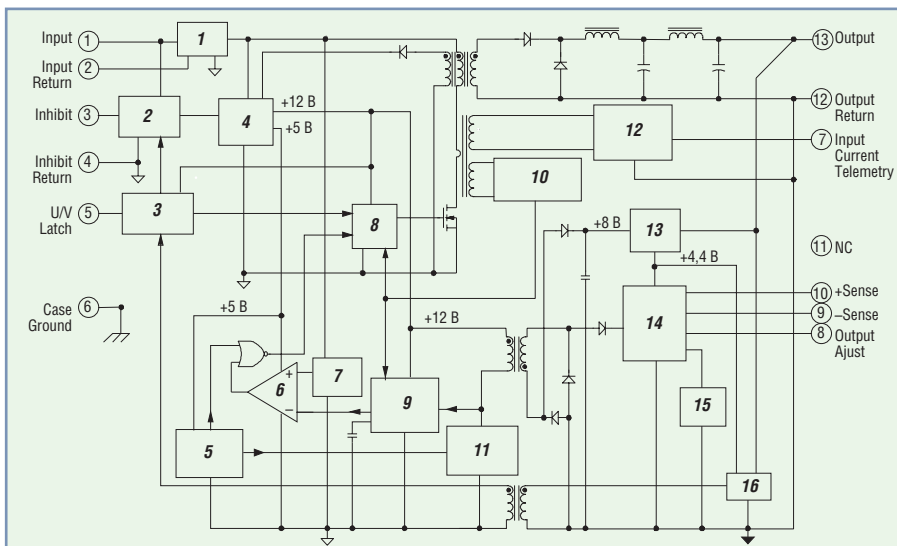 Input 1
Input
Return 2
Inhibit 3
Inhibit
Return 4
U/V
Latch 5
Case
Ground 6
1
2
3
4
+12 В
+5 В
8
10
12
13 Output
12 Output
Return
7 Input
Current
Telemetry
11 NC
10 +Sense
9 –Sense
8 Output
Ajust
+8 В
13
+4,4 В
14
15
16
+5 В
+12 В
+
–
6
7
9
5
11